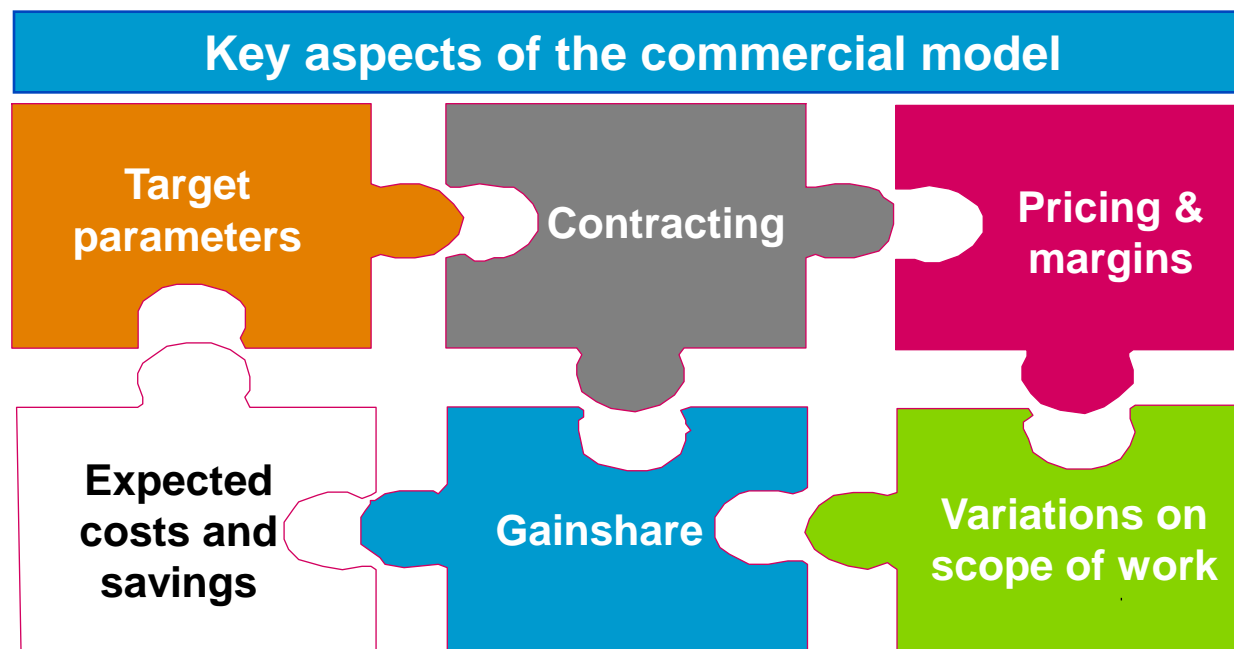 Key aspects of the commercial model
Target
parameters
Contracting
Pricing &
margins
Expected
costs and
savings
Gainshare
Variations on
scope of work